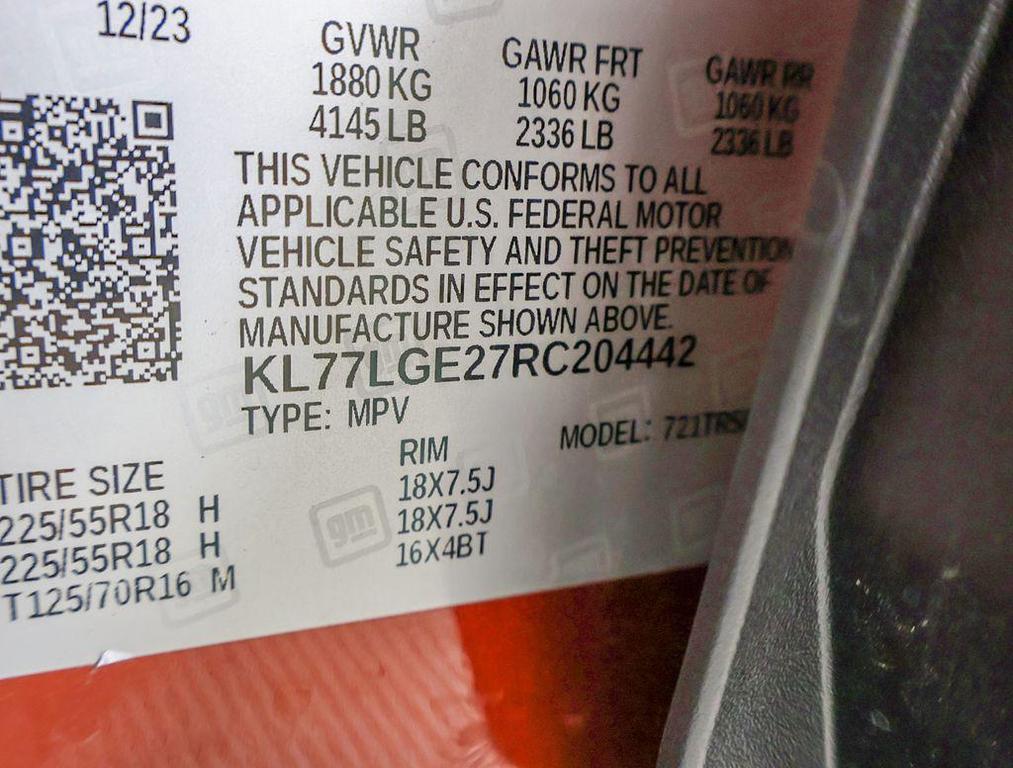 12/23
GVWR GAWR FRT GAWR RR
1880 KG 1060 KG 1060 KG
4145 LB 2336 LB 2336 LB
THIS VEHICLE CONFORMS TO ALL
APPLICABLE U.S. FEDERAL MOTOR
VEHICLE SAFETY AND THEFT PREVENTION
STANDARDS IN EFFECT ON THE DATE OF
MANUFACTURE SHOWN ABOVE.
KL77LGE27RC204442
TYPE: MPV
MODEL:
TIRE SIZE RIM
225/55R18 H 18X7.5J
225/55R18 H 18X7.5J
T125/70R16 M 16X4BT
gm